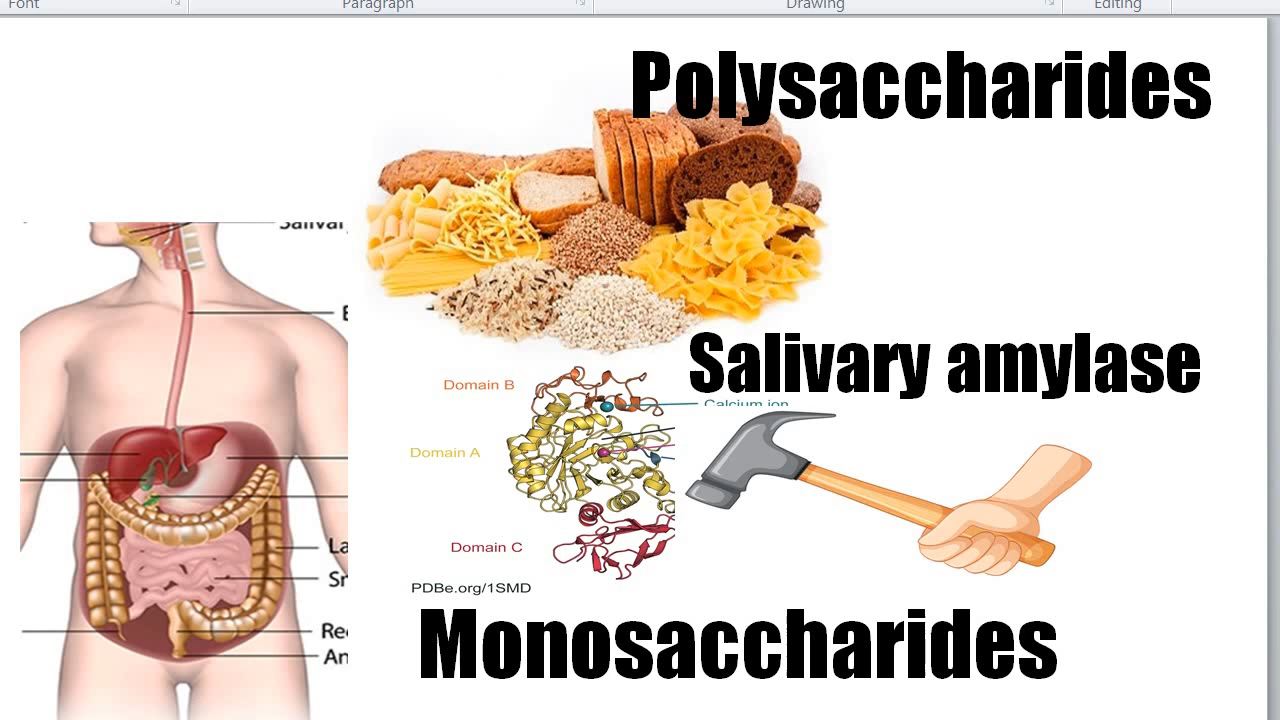 Font Paragraph Drawing Editing
Polysaccharides
Salivary amylase
Domain B
Calcium ion
Domain A
Domain C
PDBe.org/1SMD
Monosaccharides